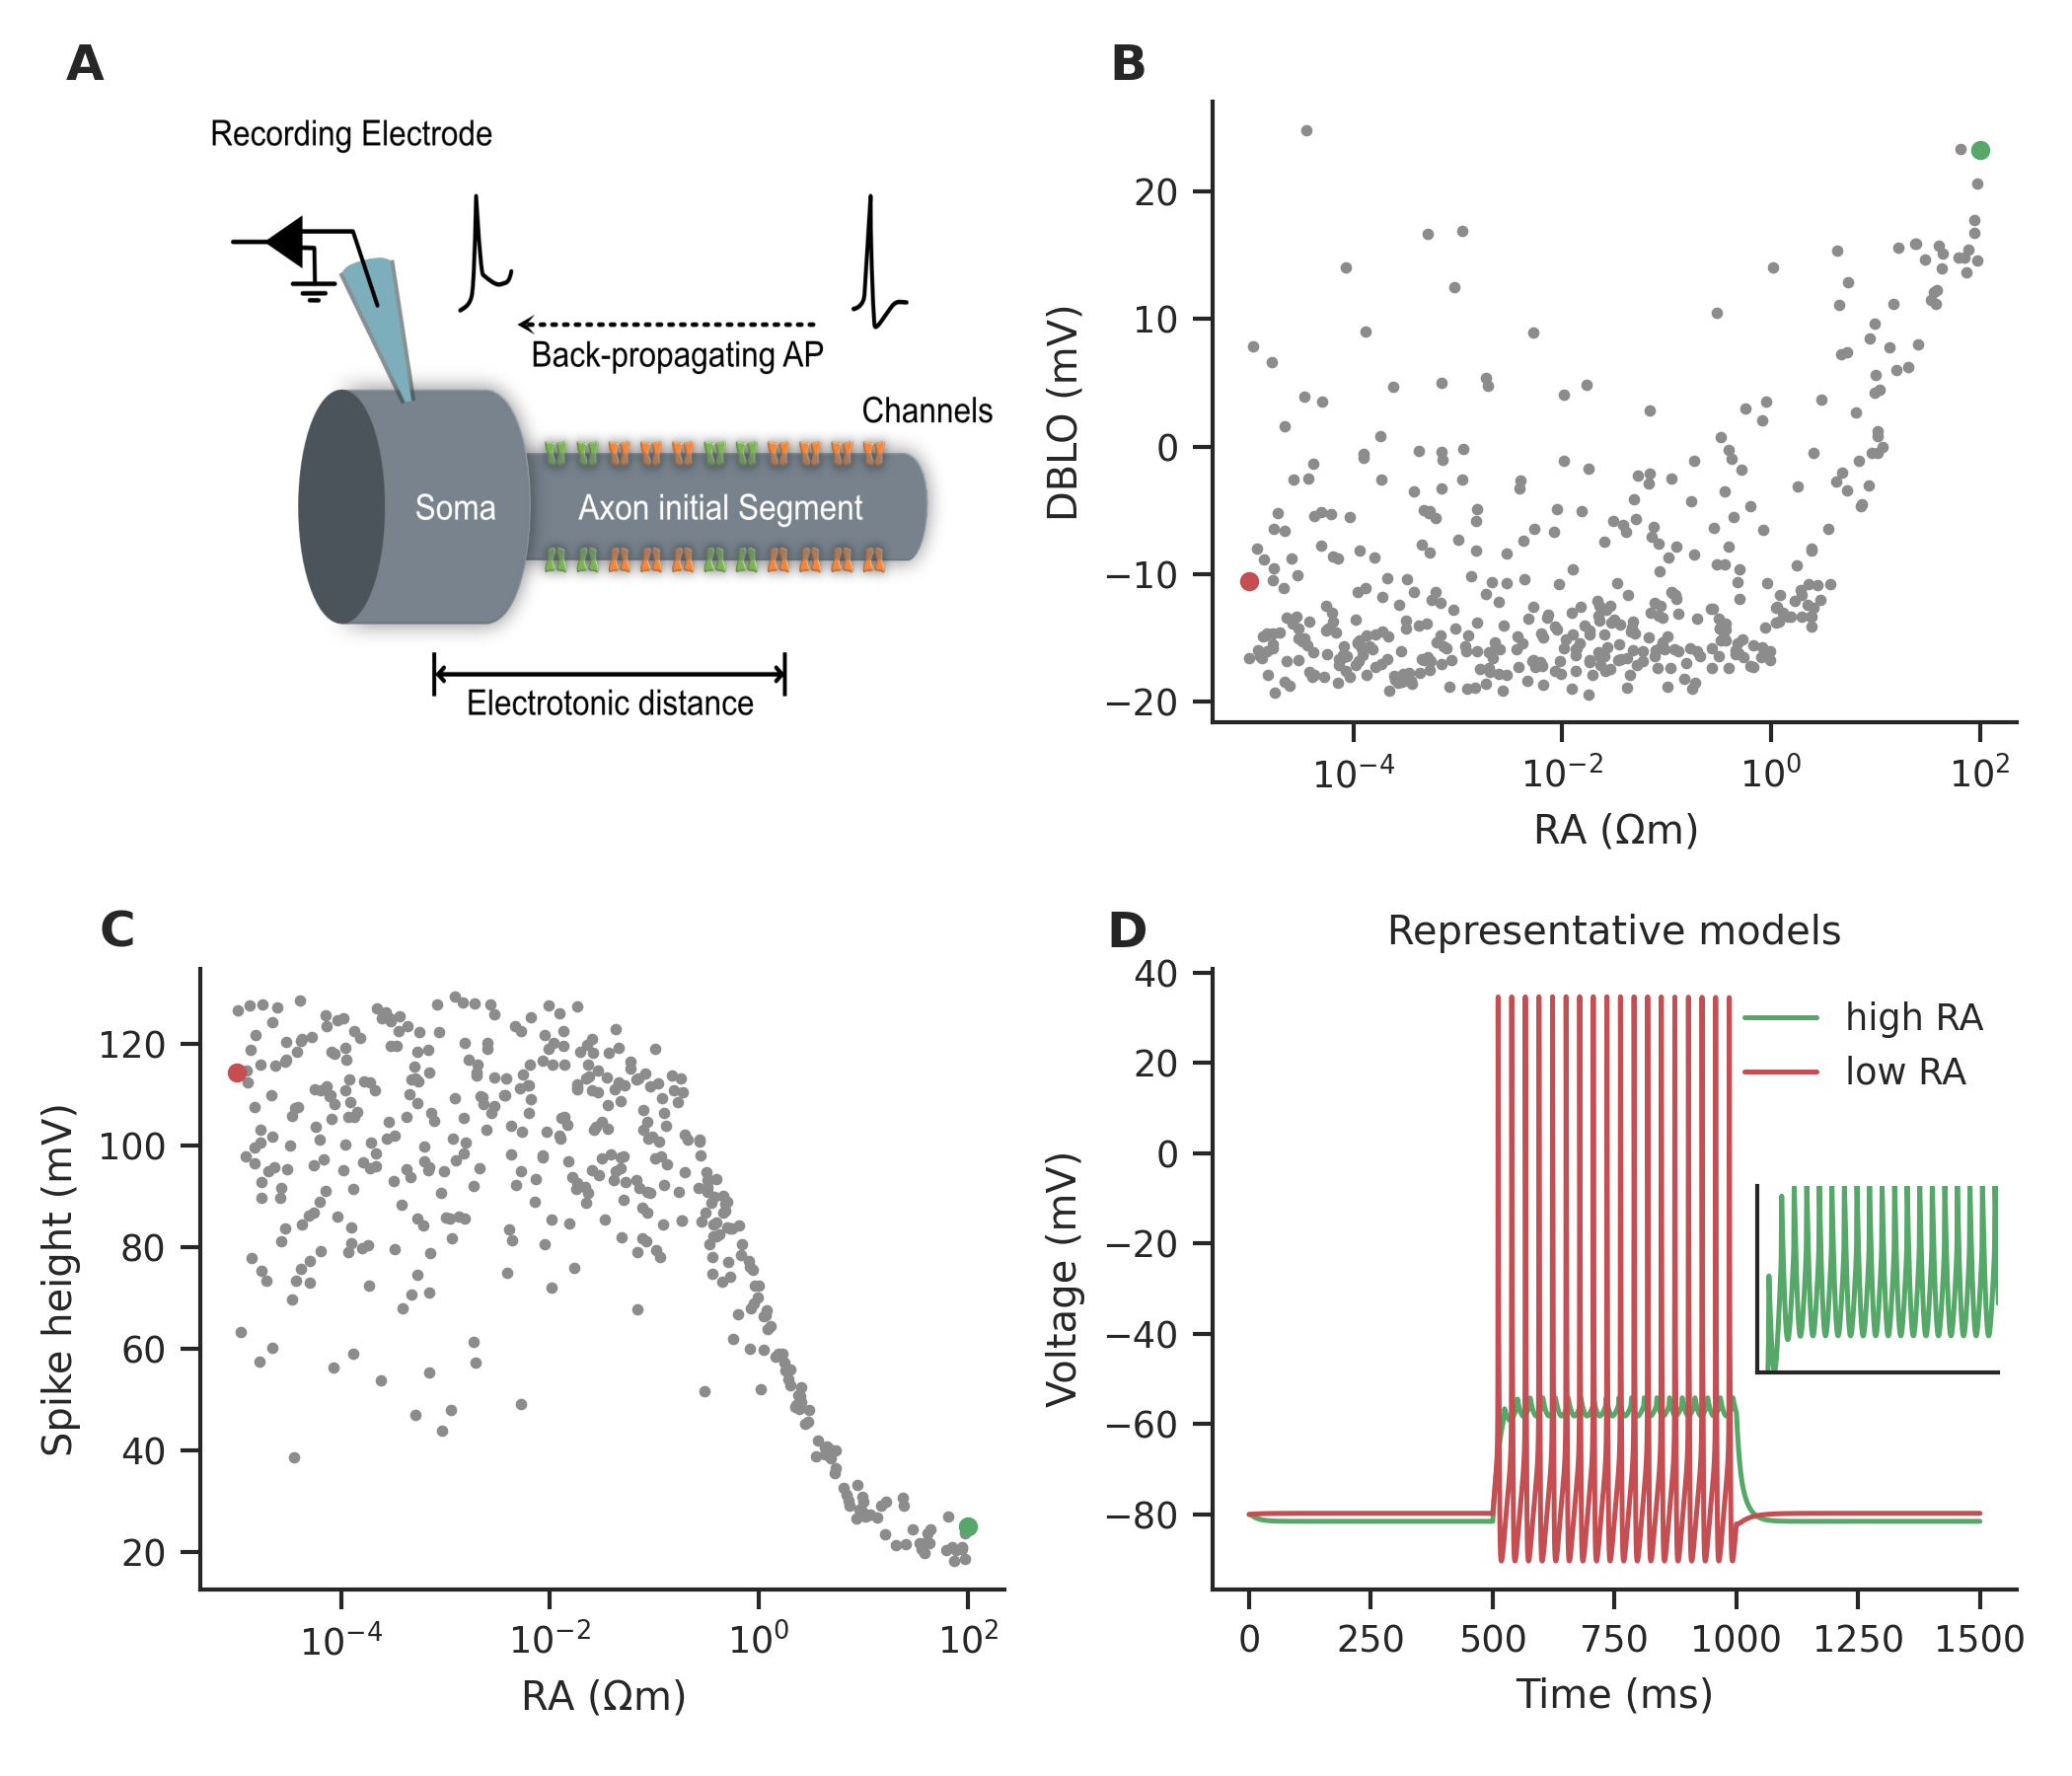 A
Recording Electrode
Back-propagating AP
Channels
Soma
Axon initial Segment
Electrotonic distance
B
DBLO (mV)
20
10
0
−10
−20
10⁻⁴
10⁻²
10⁰
10²
RA (Ωm)
C
Spike height (mV)
120
100
80
60
40
20
10⁻⁴
10⁻²
10⁰
10²
RA (Ωm)
D
Representative models
Voltage (mV)
40
20
0
−20
−40
−60
−80
high RA
low RA
0
250
500
750
1000
1250
1500
Time (ms)